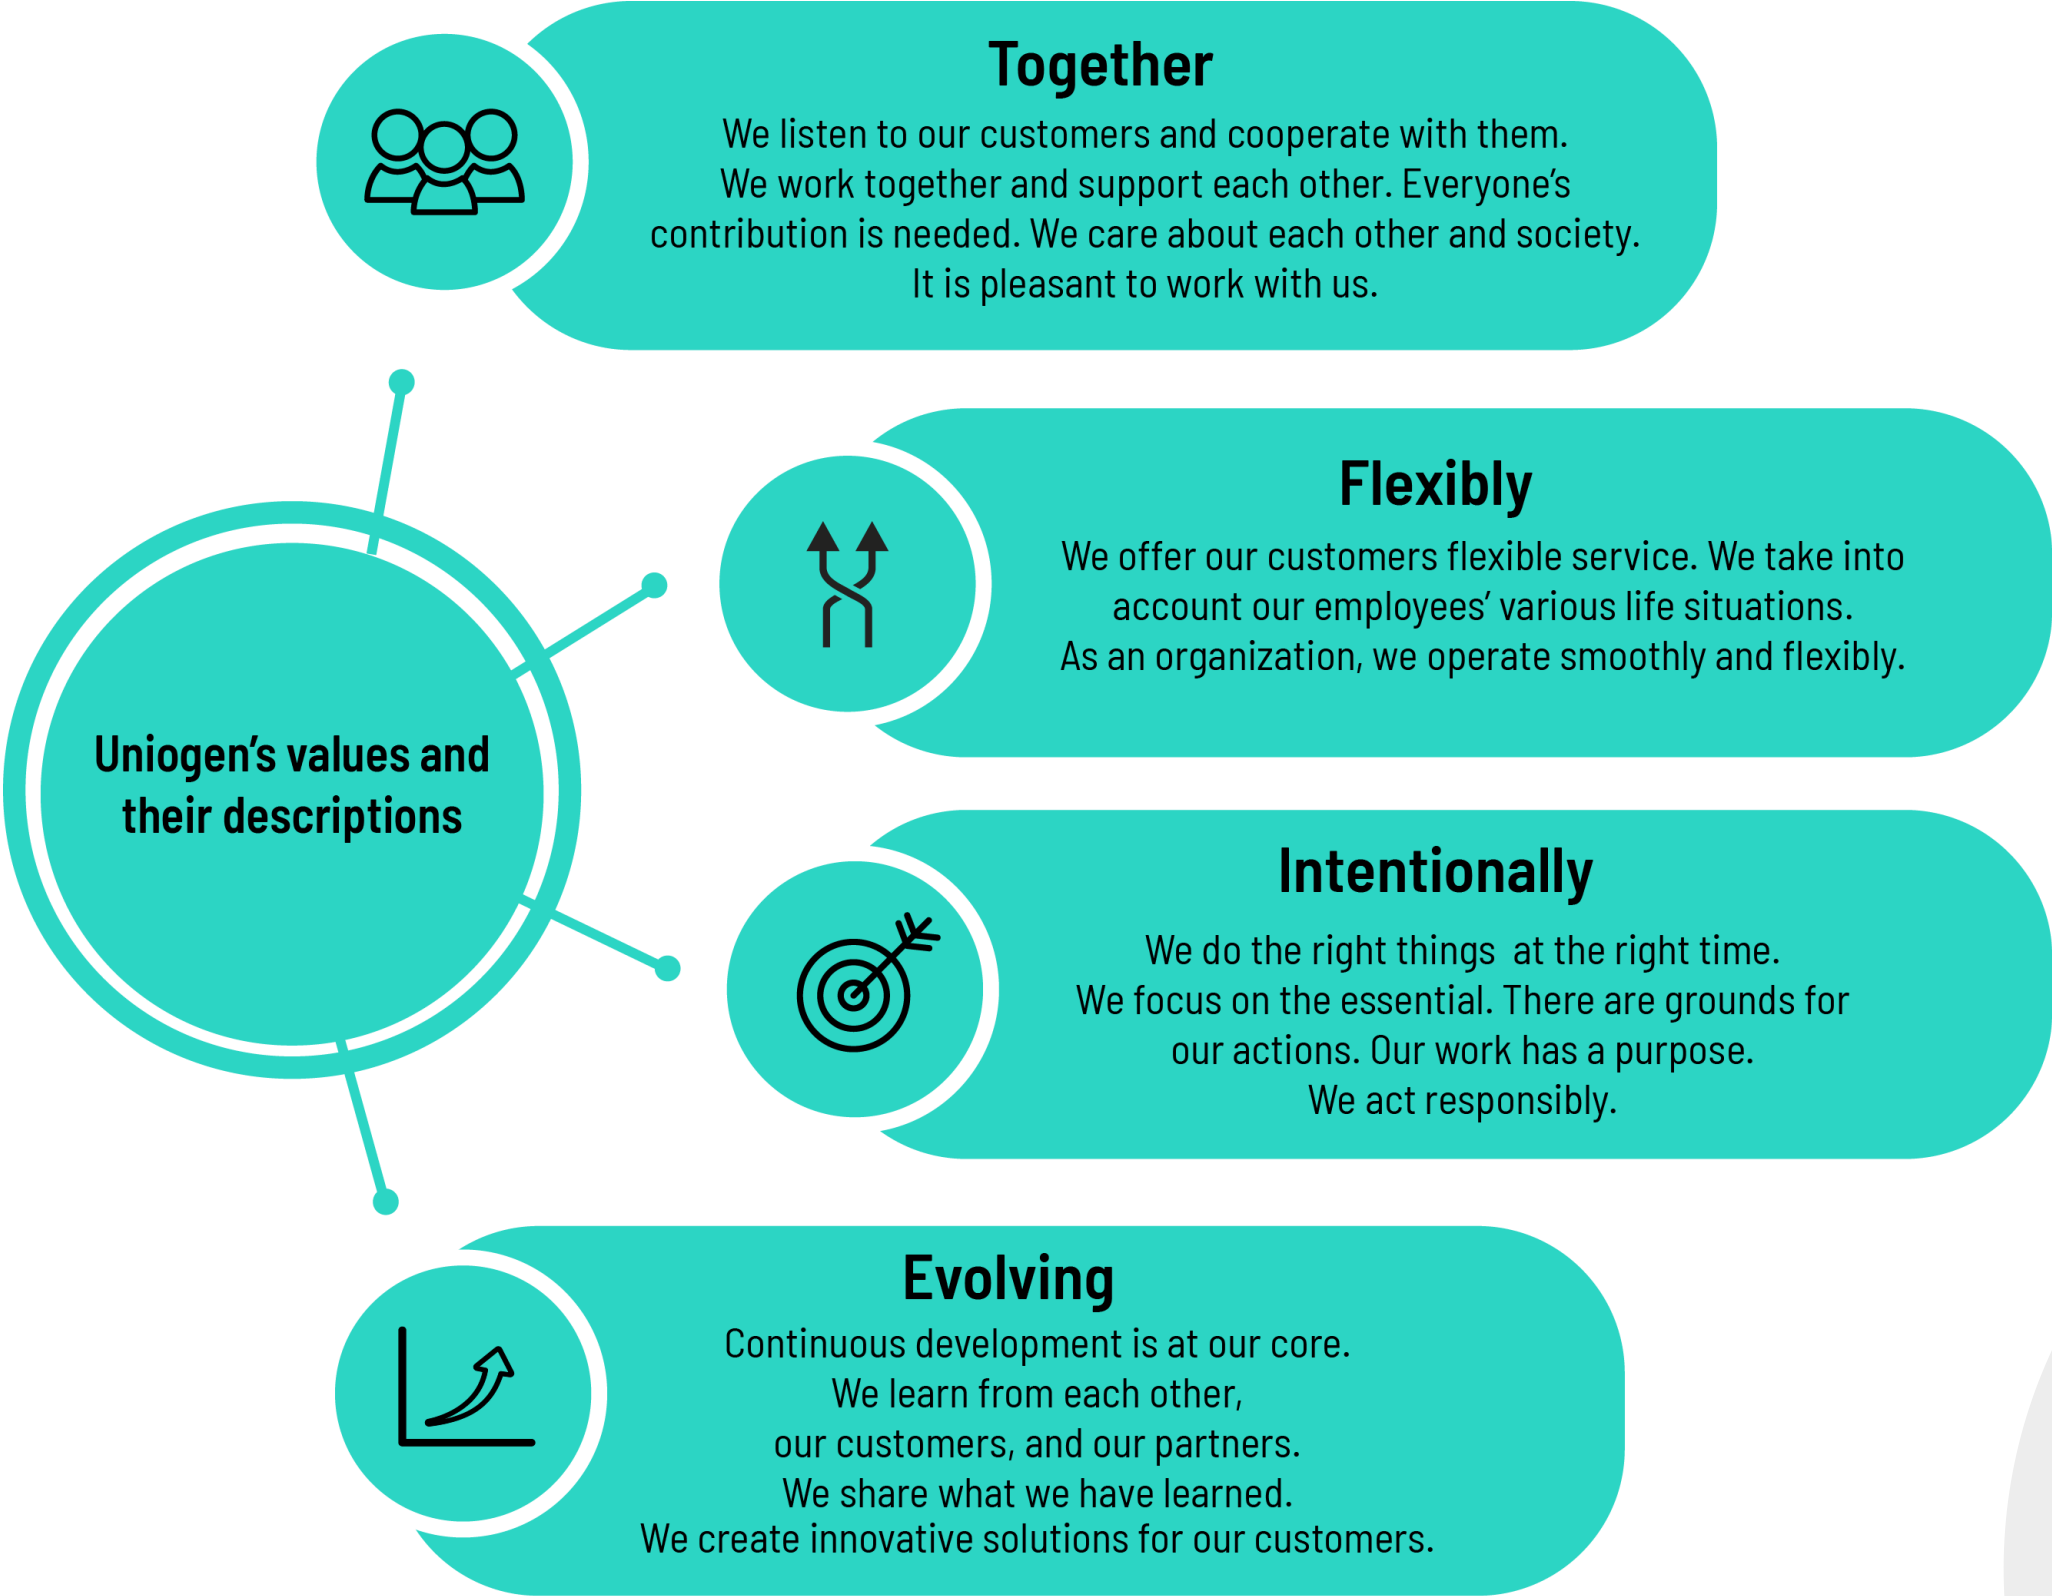 Together
We listen to our customers and cooperate with them.
We work together and support each other. Everyone’s
contribution is needed. We care about each other and society.
It is pleasant to work with us.
Flexibly
We offer our customers flexible service. We take into
account our employees’ various life situations.
As an organization, we operate smoothly and flexibly.
Uniogen’s values and
their descriptions
Intentionally
We do the right things  at the right time.
We focus on the essential. There are grounds for
our actions. Our work has a purpose.
We act responsibly.
Evolving
Continuous development is at our core.
We learn from each other,
our customers, and our partners.
We share what we have learned.
We create innovative solutions for our customers.